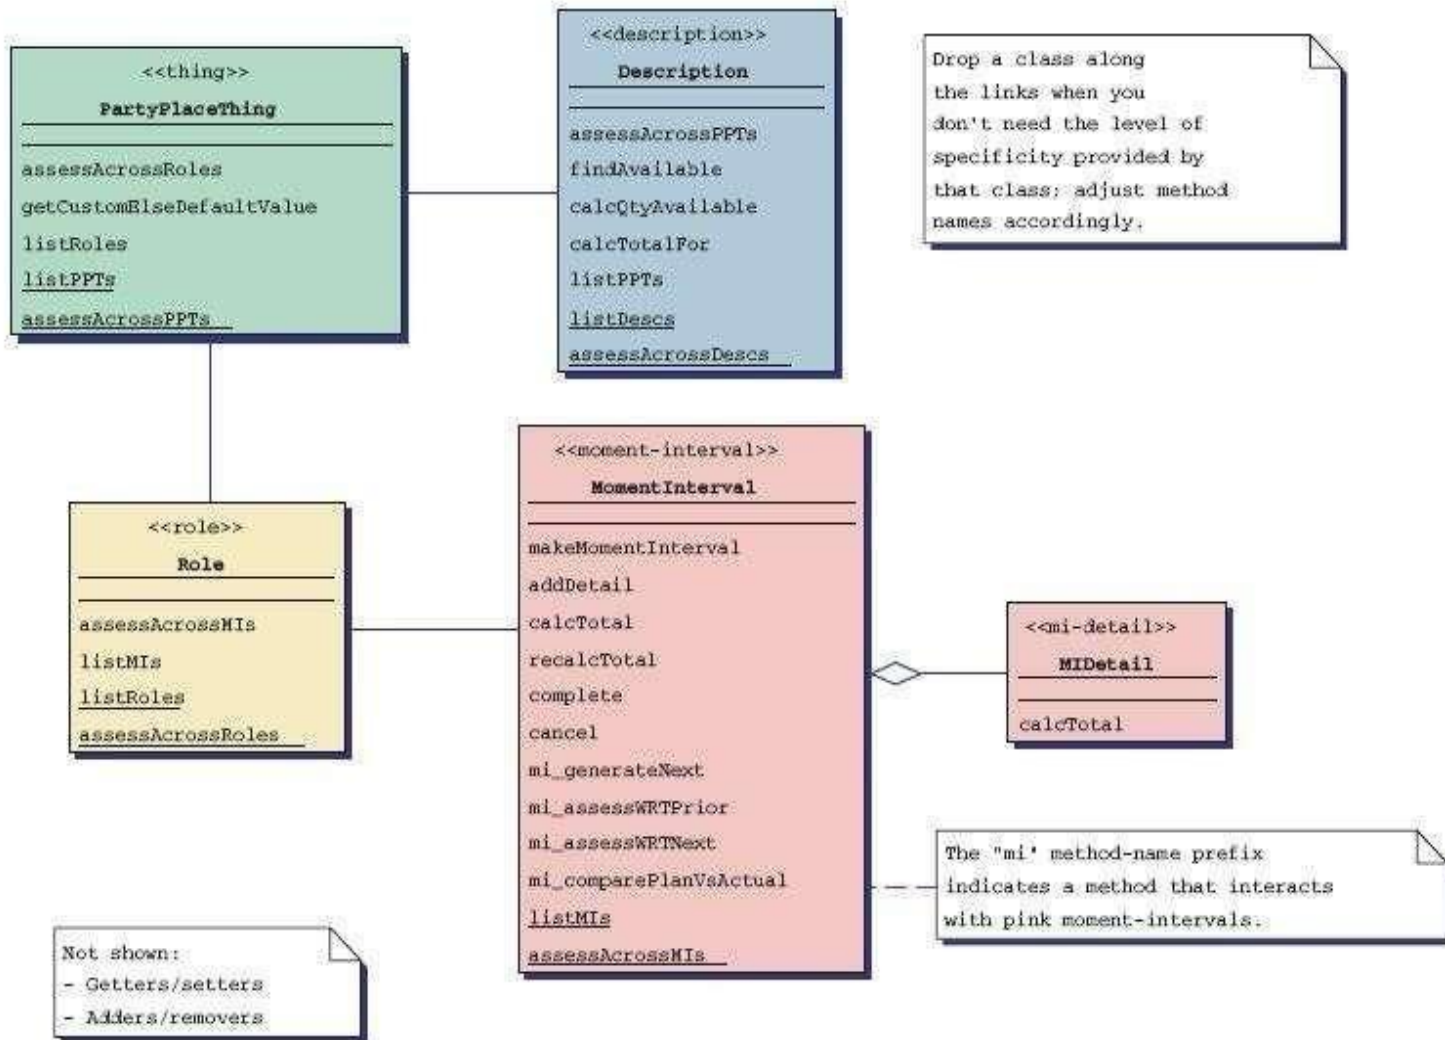 <<thing>>
PartyPlaceThing
assessAcrossRoles
getCustomElseDefaultValue
listRoles
listPPTs
assessAcrossPPTs
<<description>>
Description
assessAcrossPPTs
findAvailable
calcQtyAvailable
calcTotalFor
listPPTs
listDescs
assessAcrossDescs
Drop a class along
the links when you
don't need the level of
specificity provided by
that class; adjust method
names accordingly.
<<role>>
Role
assessAcrossMIs
listMIs
listRoles
assessAcrossRoles
<<moment-interval>>
MomentInterval
makeMomentInterval
addDetail
calcTotal
recalcTotal
complete
cancel
mi_generateNext
mi_assessWRTPrior
mi_assessWRTNext
mi_comparePlanVsActual
listMIs
assessAcrossMIs
<<mi-detail>>
MIDetail
calcTotal
The "mi" method-name prefix
indicates a method that interacts
with pink moment-intervals.
Not shown:
- Getters/setters
- Adders/removers